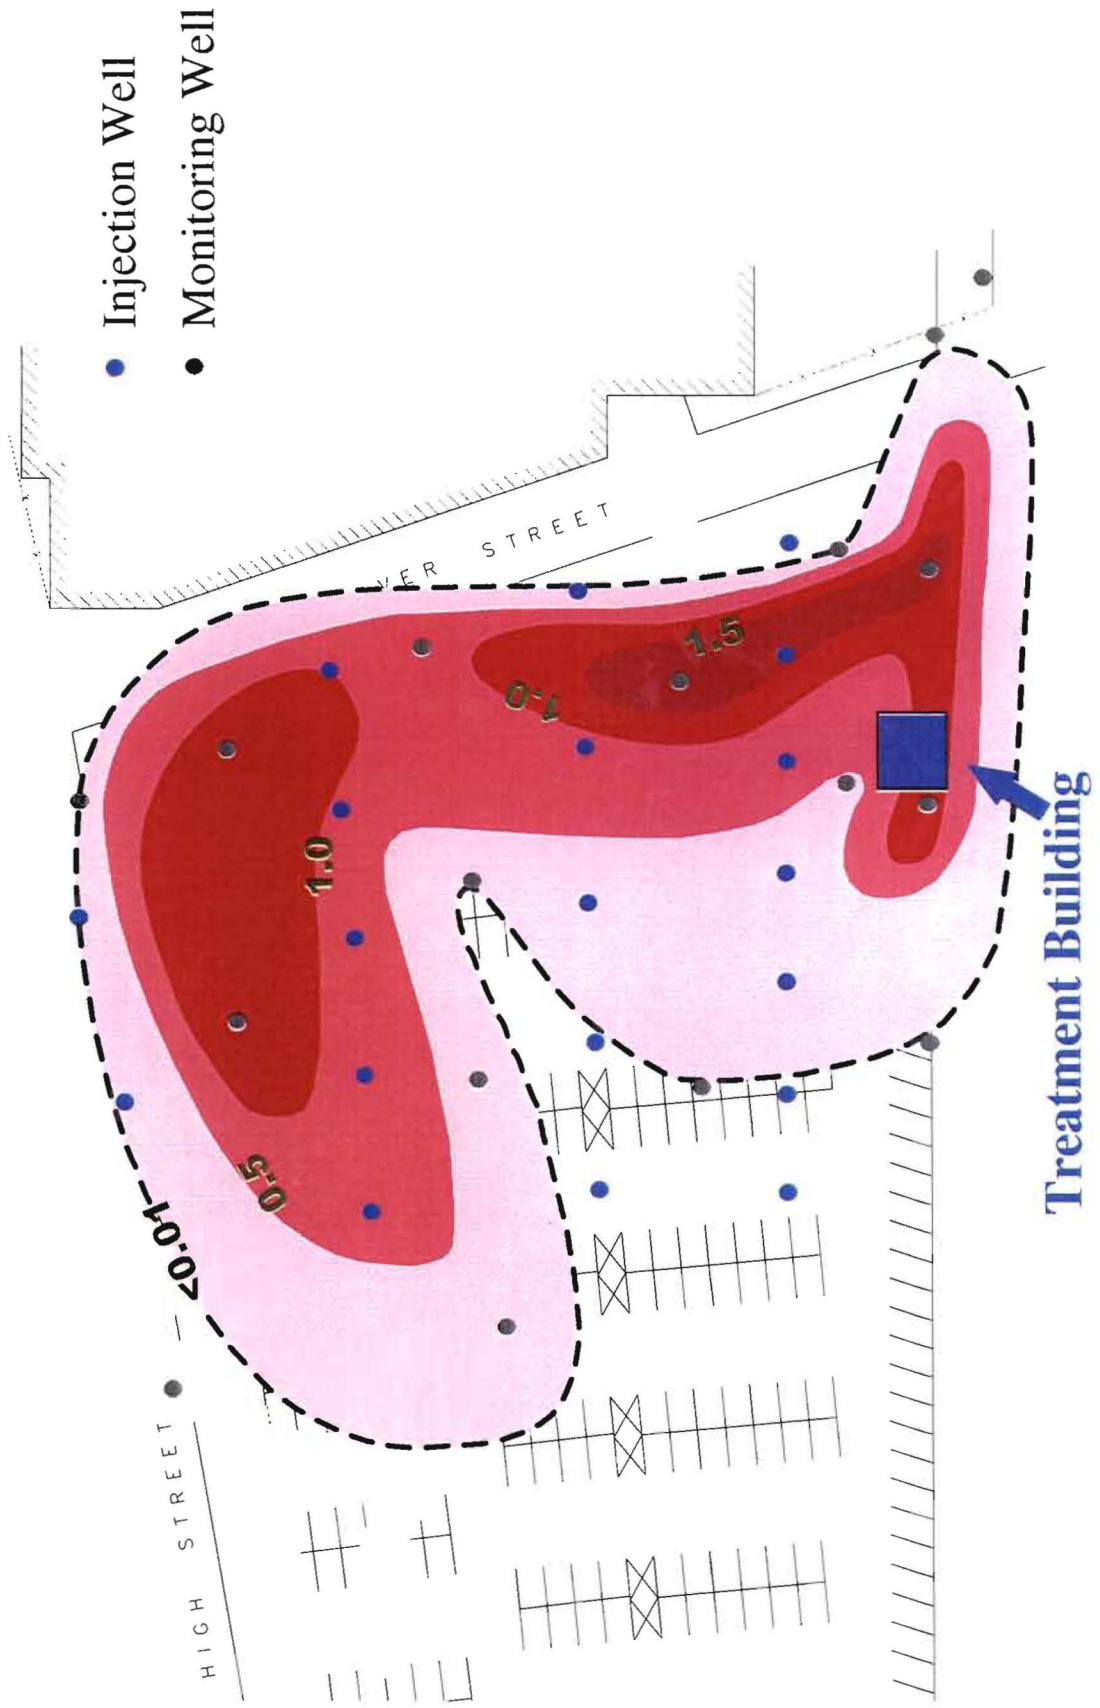 Injection Well
Monitoring Well
VER STREET
1.5
1.0
1.0
0.5
<0.01
HIGH STREET
Treatment Building